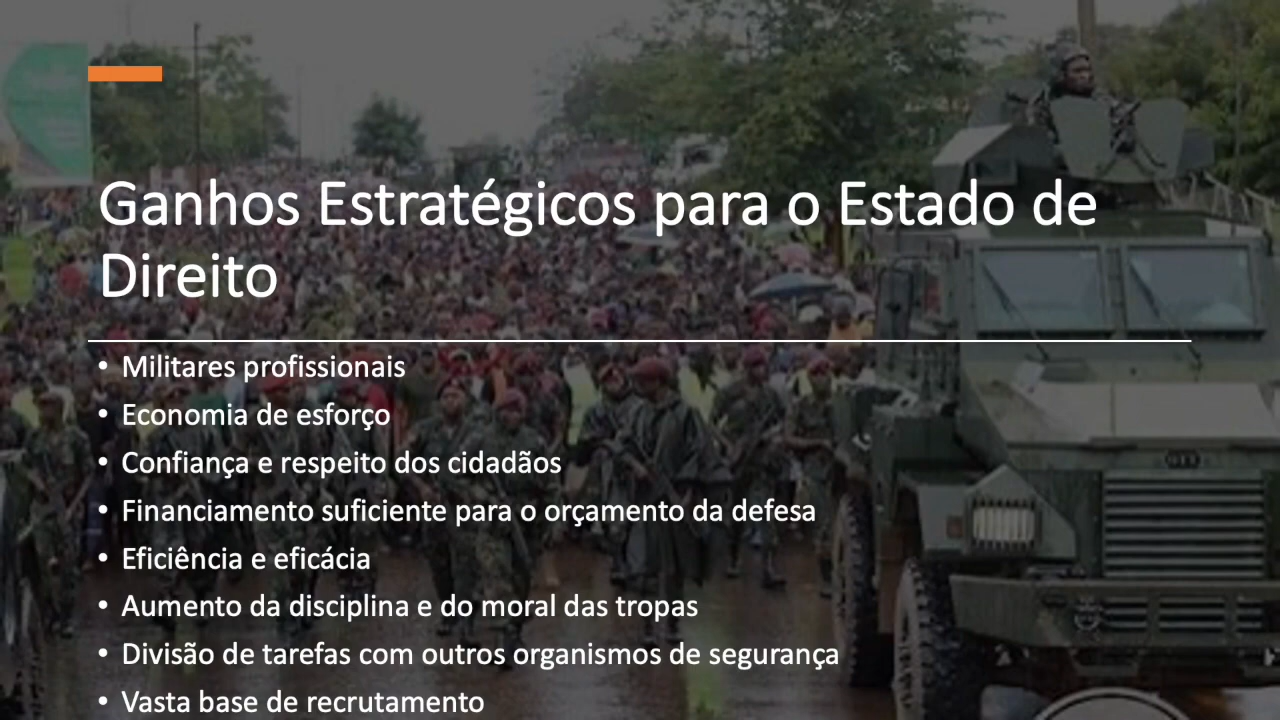 Ganhos Estratégicos para o Estado de
Direito
• Militares profissionais
• Economia de esforço
• Confiança e respeito dos cidadãos
• Financiamento suficiente para o orçamento da defesa
• Eficiência e eficácia
• Aumento da disciplina e do moral das tropas
• Divisão de tarefas com outros organismos de segurança
• Vasta base de recrutamento